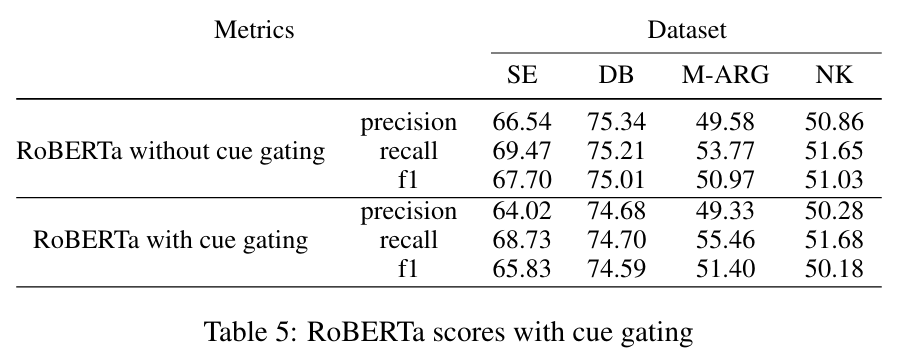 Metrics Dataset
SE DB M-ARG NK
precision 66.54 75.34 49.58 50.86
RoBERTa without cue gating recall 69.47 75.21 53.77 51.65
f1 67.70 75.01 50.97 51.03
precision 64.02 74.68 49.33 50.28
RoBERTa with cue gating recall 68.73 74.70 55.46 51.68
f1 65.83 74.59 51.40 50.18
Table 5: RoBERTa scores with cue gating